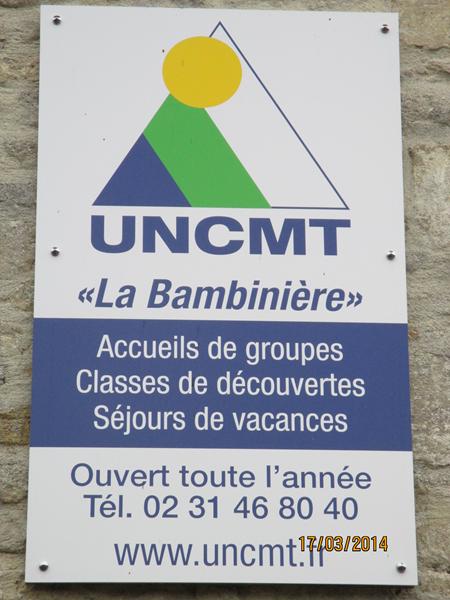 UNCMT
«La Bambinière»
Accueils de groupes
Classes de découvertes
Séjours de vacances
Ouvert toute l'année
Tél. 02 31 46 80 40
www.uncmt.fr
17/03/2014